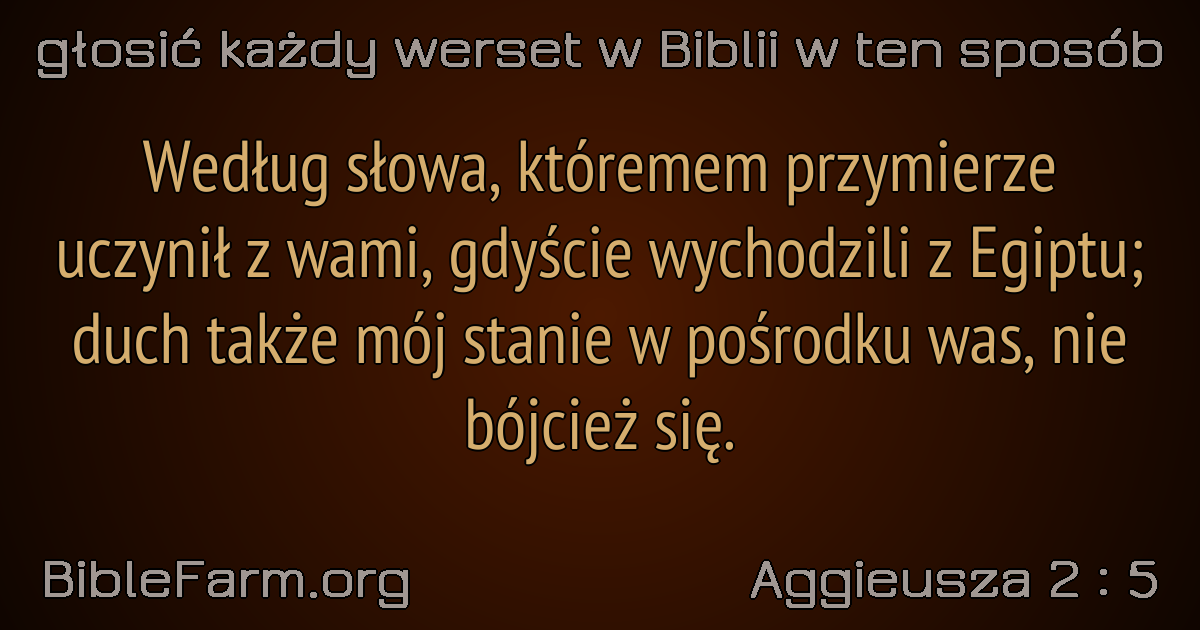 głosić każdy werset w Biblii w ten sposób
Według słowa, któremem przymierze
uczynił z wami, gdyście wychodzili z Egiptu;
duch także mój stanie w pośrodku was, nie
bójcież się.
BibleFarm.org
Aggieusza 2 : 5